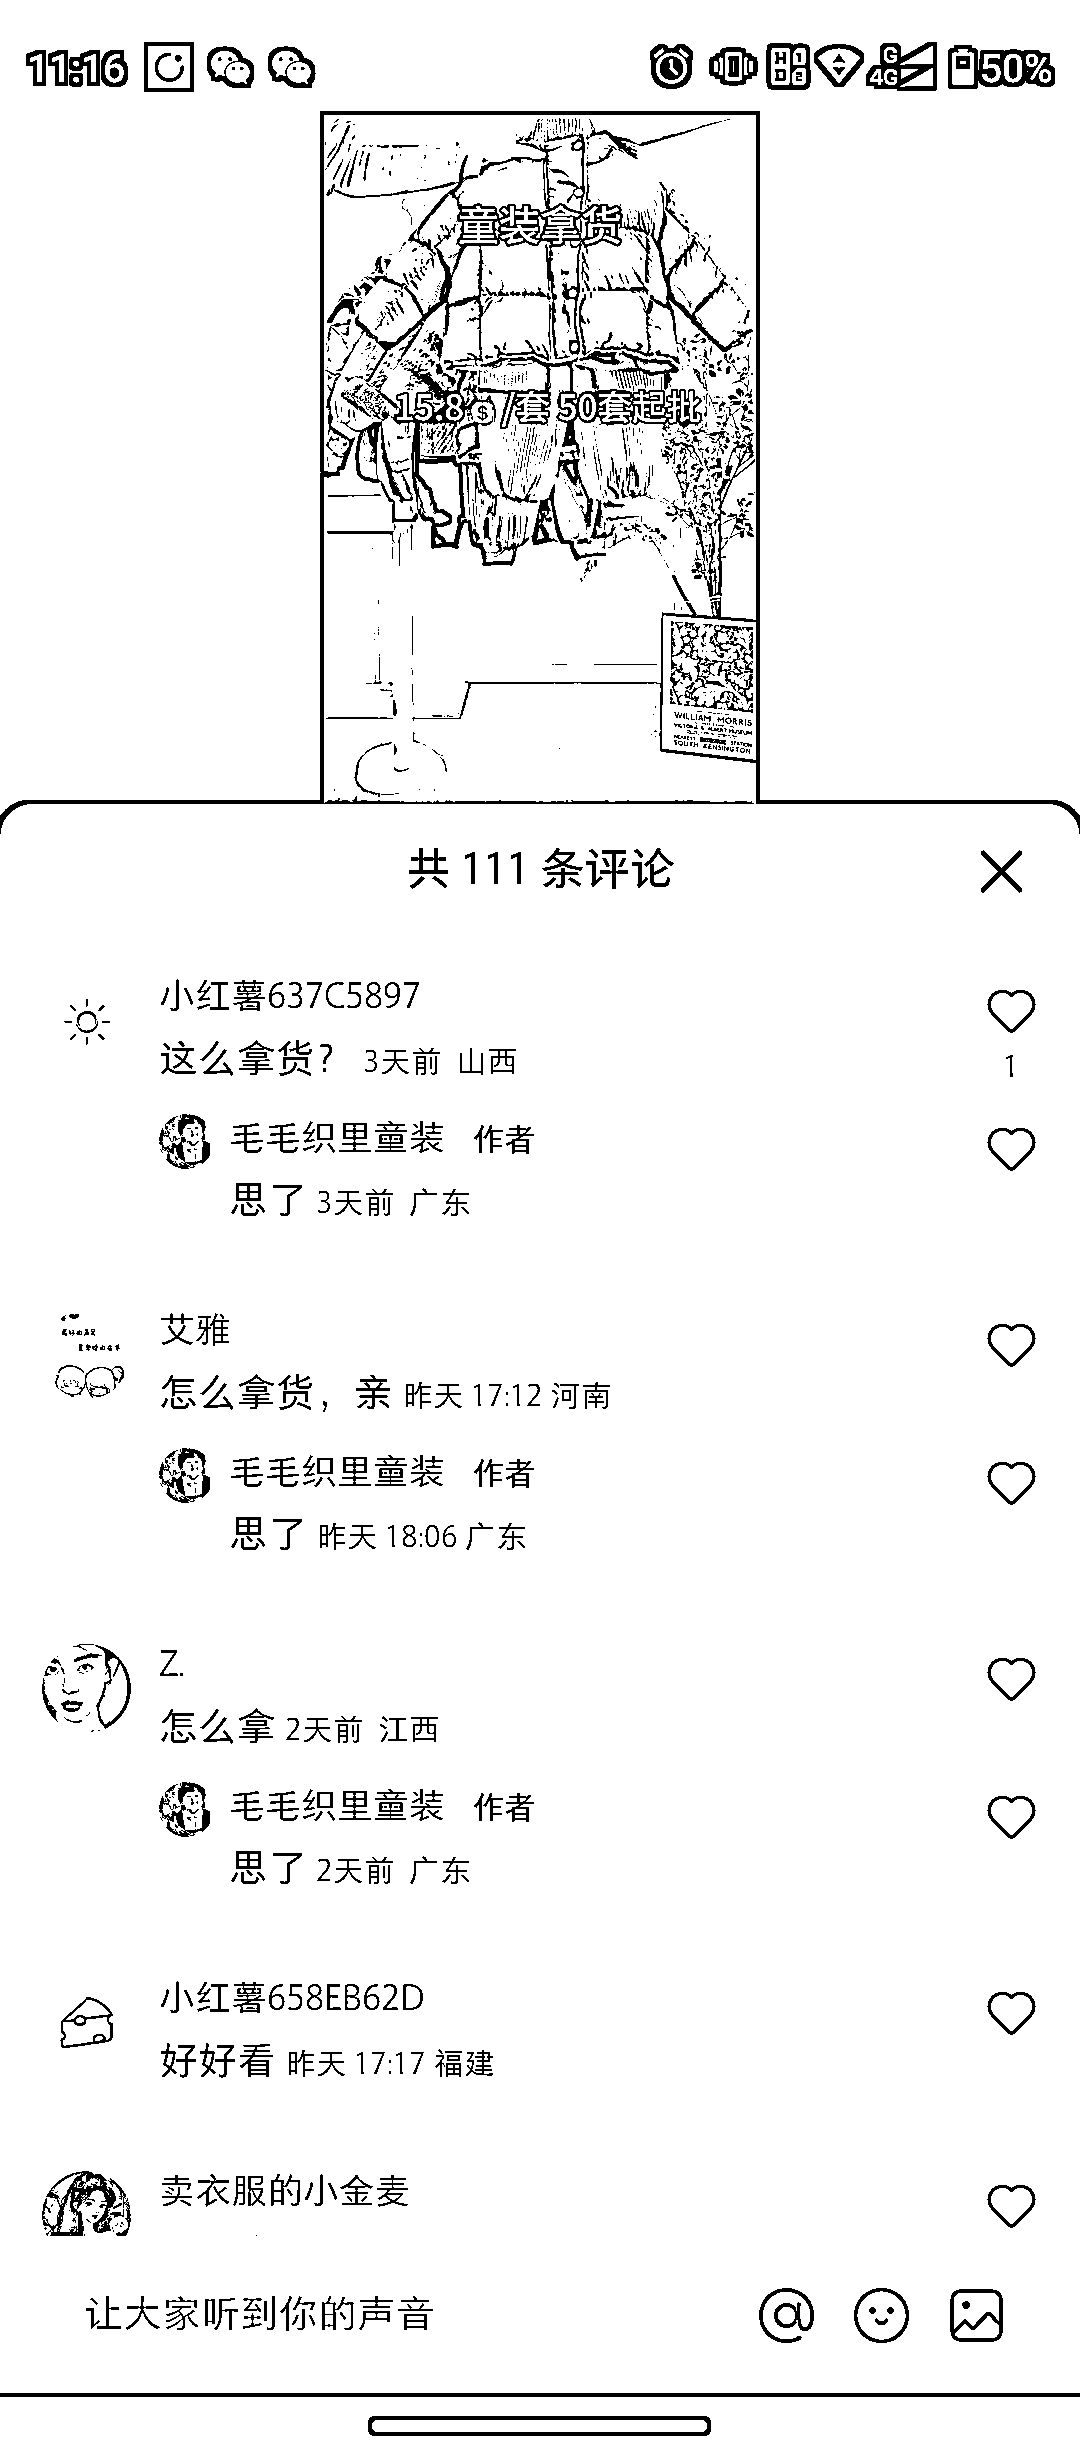 11:16 50%
童装拿货
15.8 /套 50套起批
WILLIAM MORRIS
SOUTH KENSINGTON
共 111 条评论
小红薯637C5897
这么拿货? 3天前 山西
1
毛毛织里童装 作者
思了 3天前 广东
艾雅
怎么拿货，亲 昨天 17:12 河南
毛毛织里童装 作者
思了 昨天 18:06 广东
Z.
怎么拿 2天前 江西
毛毛织里童装 作者
思了 2天前 广东
小红薯658EB62D
好好看 昨天 17:17 福建
卖衣服的小金麦
让大家听到你的声音